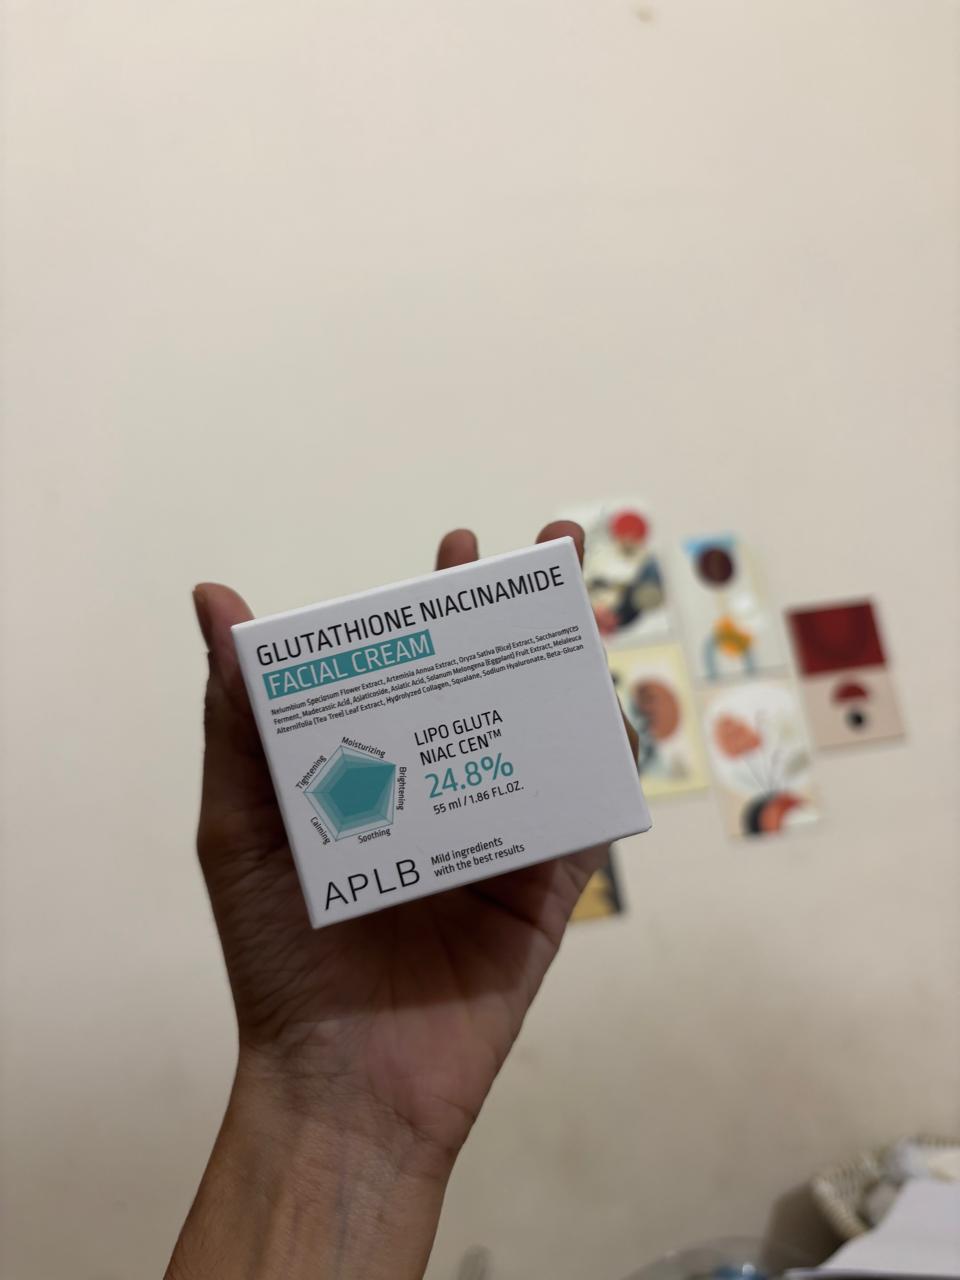 GLUTATHIONE NIACINAMIDE
FACIAL CREAM
Nelumbium Speciosum Flower Extract, Artemisia Annua Extract, Oryza Sativa (Rice) Extract, Saccharomyces
Ferment, Madecassic Acid, Asiaticoside, Asiatic Acid, Solanum Melongena (Eggplant) Fruit Extract, Melaleuca
Alternifolia (Tea Tree) Leaf Extract, Hydrolyzed Collagen, Squalane, Sodium Hyaluronate, Beta-Glucan
Moisturizing
Tightening
Brightening
Calming
Soothing
LIPO GLUTA
NIAC CEN™
24.8%
55 ml / 1.86 FL.OZ.
APLB
Mild ingredients
with the best results